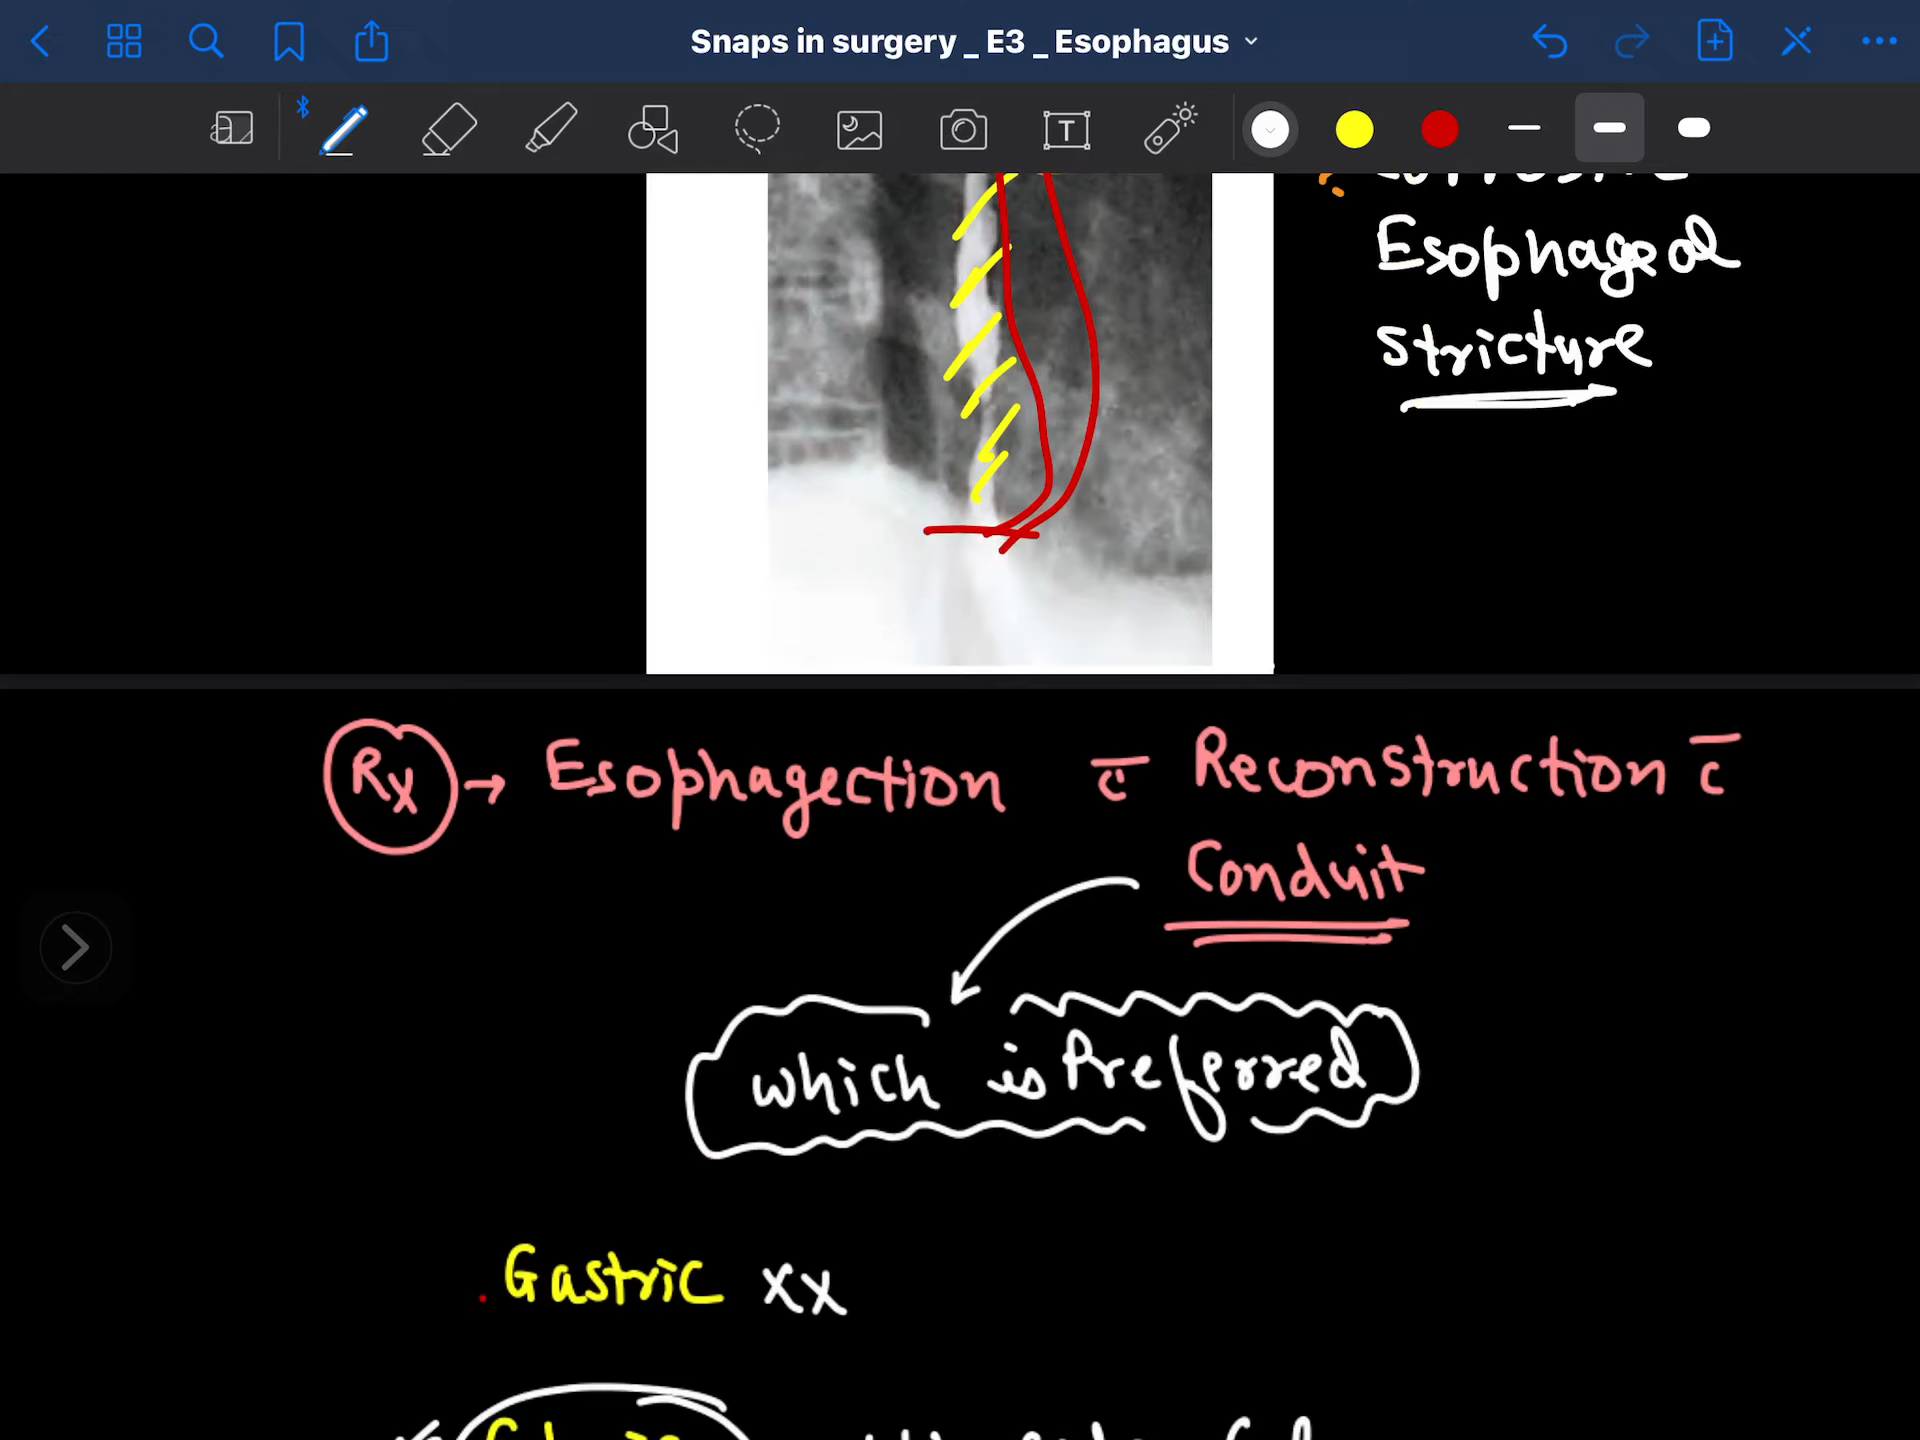 Snaps in surgery _ E3 _ Esophagus
T
Esophageal
stricture
Rx → Esophagection c̅ Reconstruction c̅
Conduit
which is Preferred
Gastric xx